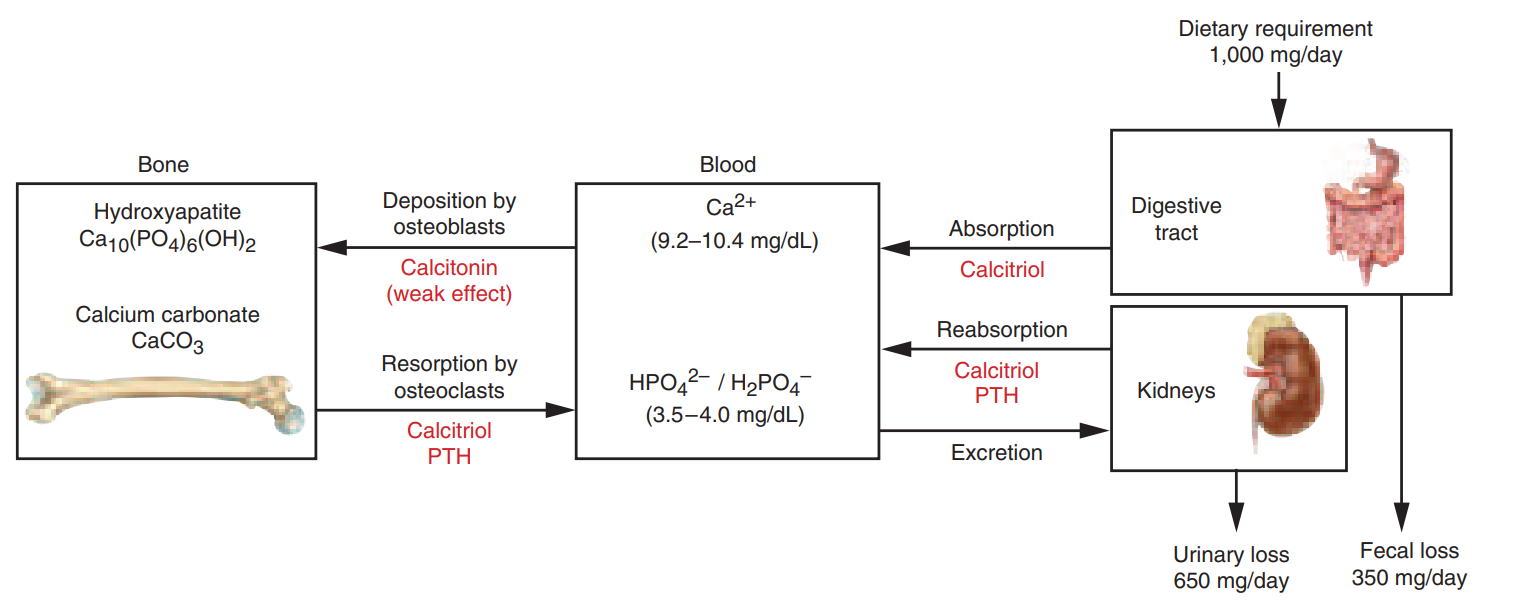 Dietary requirement
1,000 mg/day
Bone
Hydroxyapatite
Ca₁₀(PO₄)₆(OH)₂
Calcium carbonate
CaCO₃
Deposition by
osteoblasts
Calcitonin
(weak effect)
Resorption by
osteoclasts
Calcitriol
PTH
Blood
Ca²⁺
(9.2–10.4 mg/dL)
HPO₄²⁻ / H₂PO₄⁻
(3.5–4.0 mg/dL)
Absorption
Calcitriol
Reabsorption
Calcitriol
PTH
Excretion
Digestive
tract
Kidneys
Urinary loss
650 mg/day
Fecal loss
350 mg/day